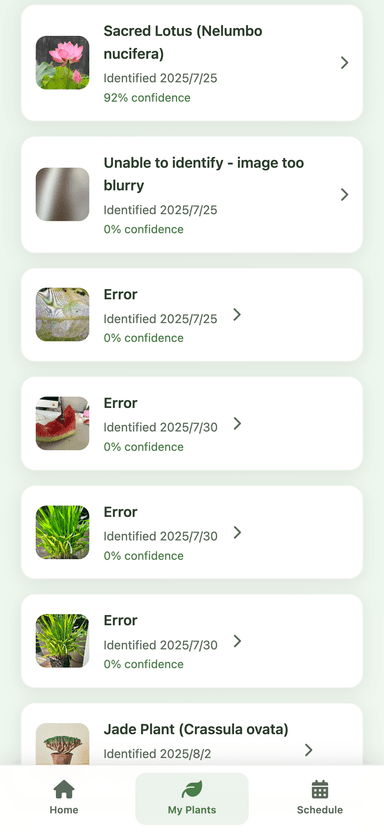 Sacred Lotus (Nelumbo
nucifera)
Identified 2025/7/25
92% confidence
Unable to identify - image too
blurry
Identified 2025/7/25
0% confidence
Error
Identified 2025/7/25
0% confidence
Error
Identified 2025/7/30
0% confidence
Error
Identified 2025/7/30
0% confidence
Error
Identified 2025/7/30
0% confidence
Jade Plant (Crassula ovata)
Identified 2025/8/2
Home
My Plants
Schedule